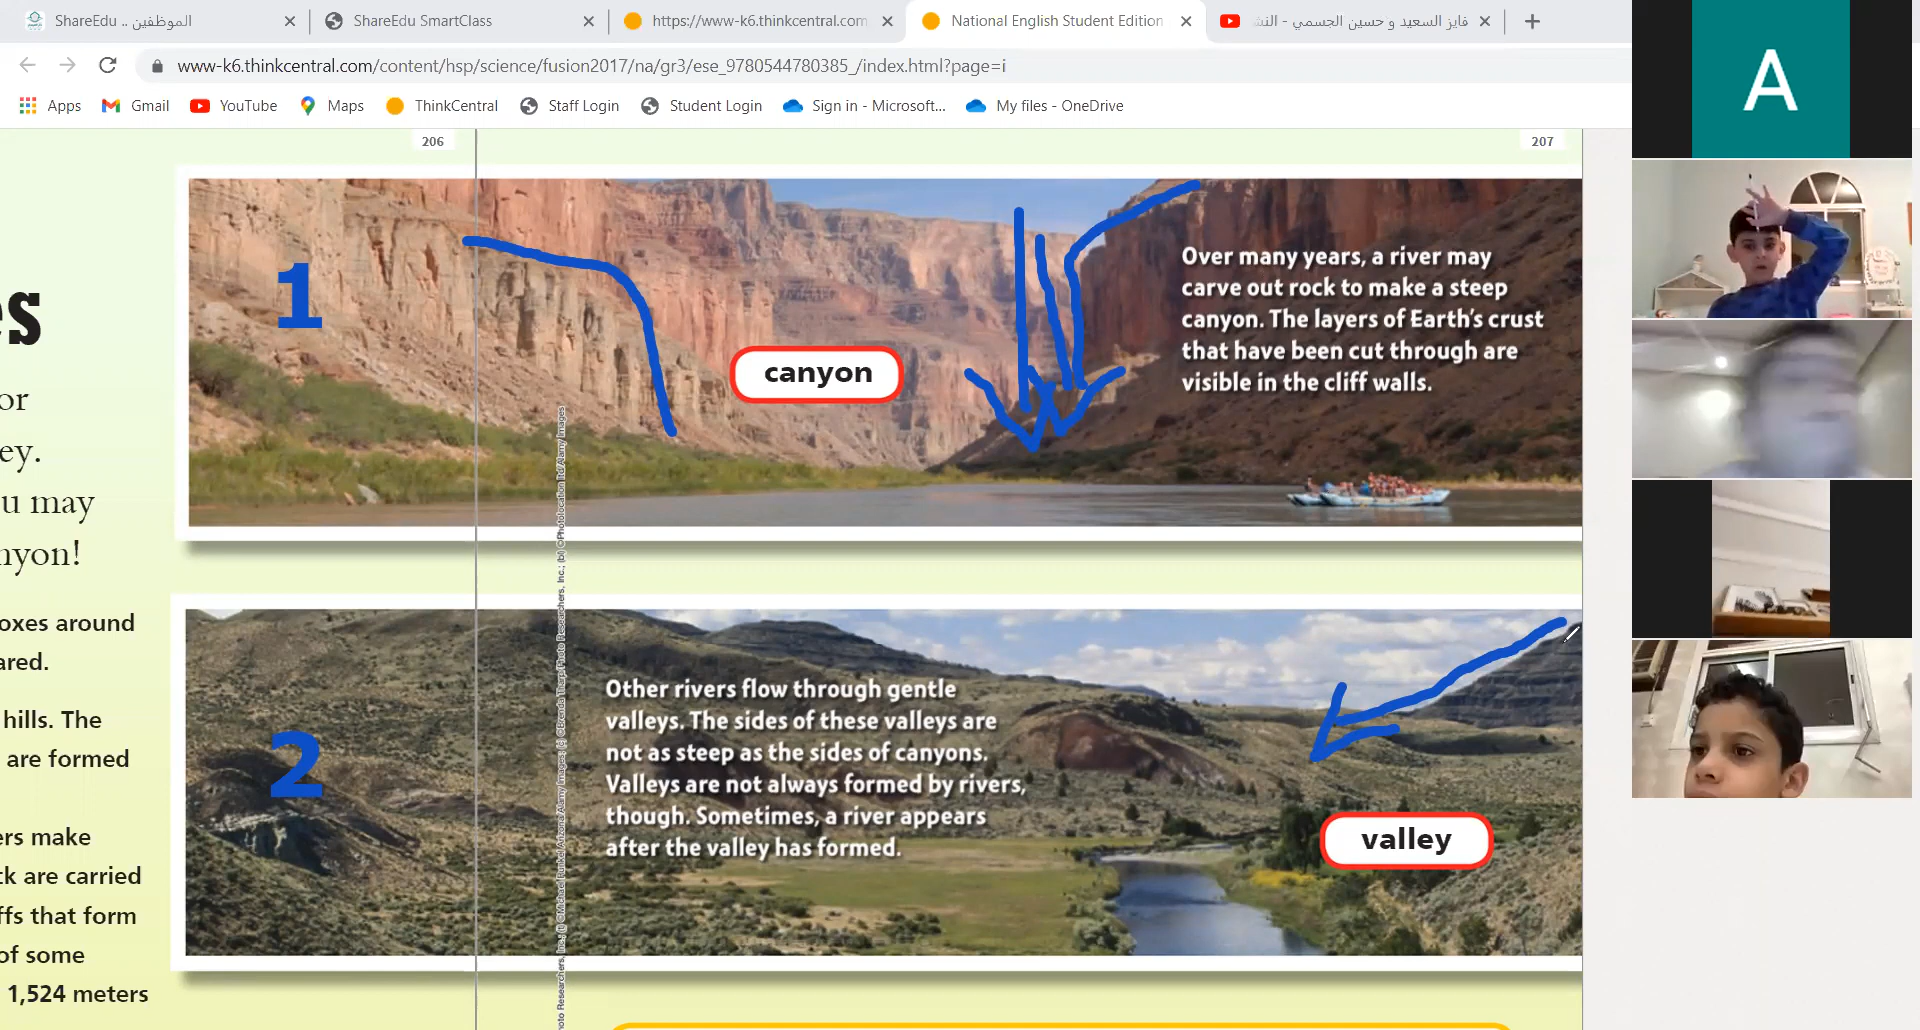 ShareEdu .. الموظفين
ShareEdu SmartClass
https://www-k6.thinkcentral.com
National English Student Edition
فايز السعيد و حسين الجسمي -
www-k6.thinkcentral.com/content/hsp/science/fusion2017/na/gr3/ese_9780544780385_/index.html?page=i
Apps
Gmail
YouTube
Maps
ThinkCentral
Staff Login
Student Login
Sign in - Microsoft...
My files - OneDrive
A
206
207
es
or
ey.
u may
nyon!
oxes around
ared.
hills. The
are formed
ers make
ck are carried
ffs that form
of some
1,524 meters
1
canyon
Over many years, a river may
carve out rock to make a steep
canyon. The layers of Earth's crust
that have been cut through are
visible in the cliff walls.
2
Other rivers flow through gentle
valleys. The sides of these valleys are
not as steep as the sides of canyons.
Valleys are not always formed by rivers,
though. Sometimes, a river appears
after the valley has formed.
valley